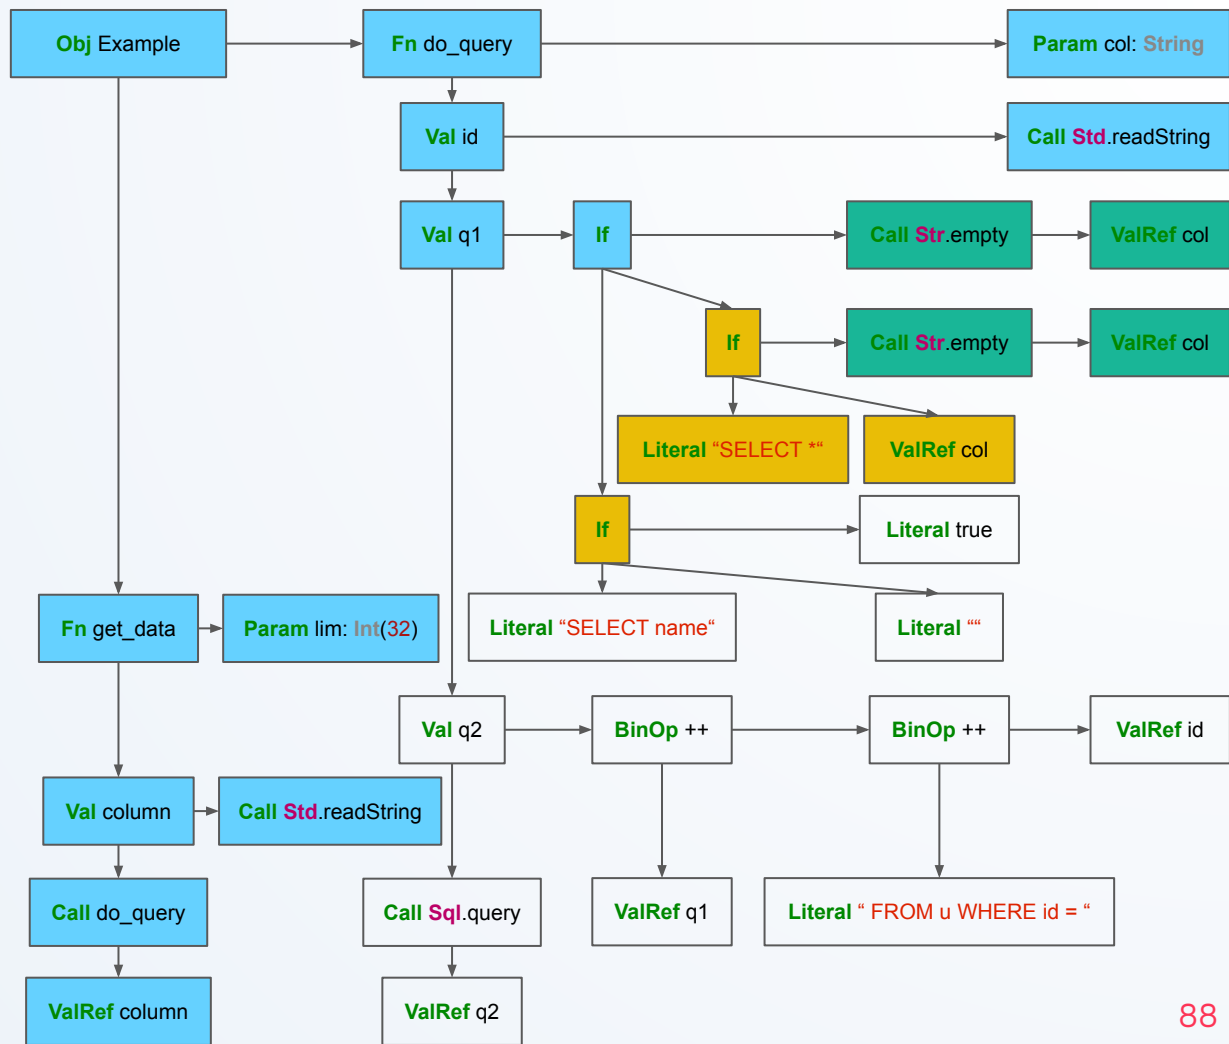 Obj Example
Fn do_query
Param col: String
Val id
Call Std.readString
Val q1
If
Call Str.empty
ValRef col
If
Call Str.empty
ValRef col
Literal “SELECT *“
ValRef col
If
Literal true
Fn get_data
Param lim: Int(32)
Literal “SELECT name“
Literal ““
Val q2
BinOp ++
BinOp ++
ValRef id
Val column
Call Std.readString
Call do_query
Call Sql.query
ValRef q1
Literal “ FROM u WHERE id = “
ValRef column
ValRef q2
88